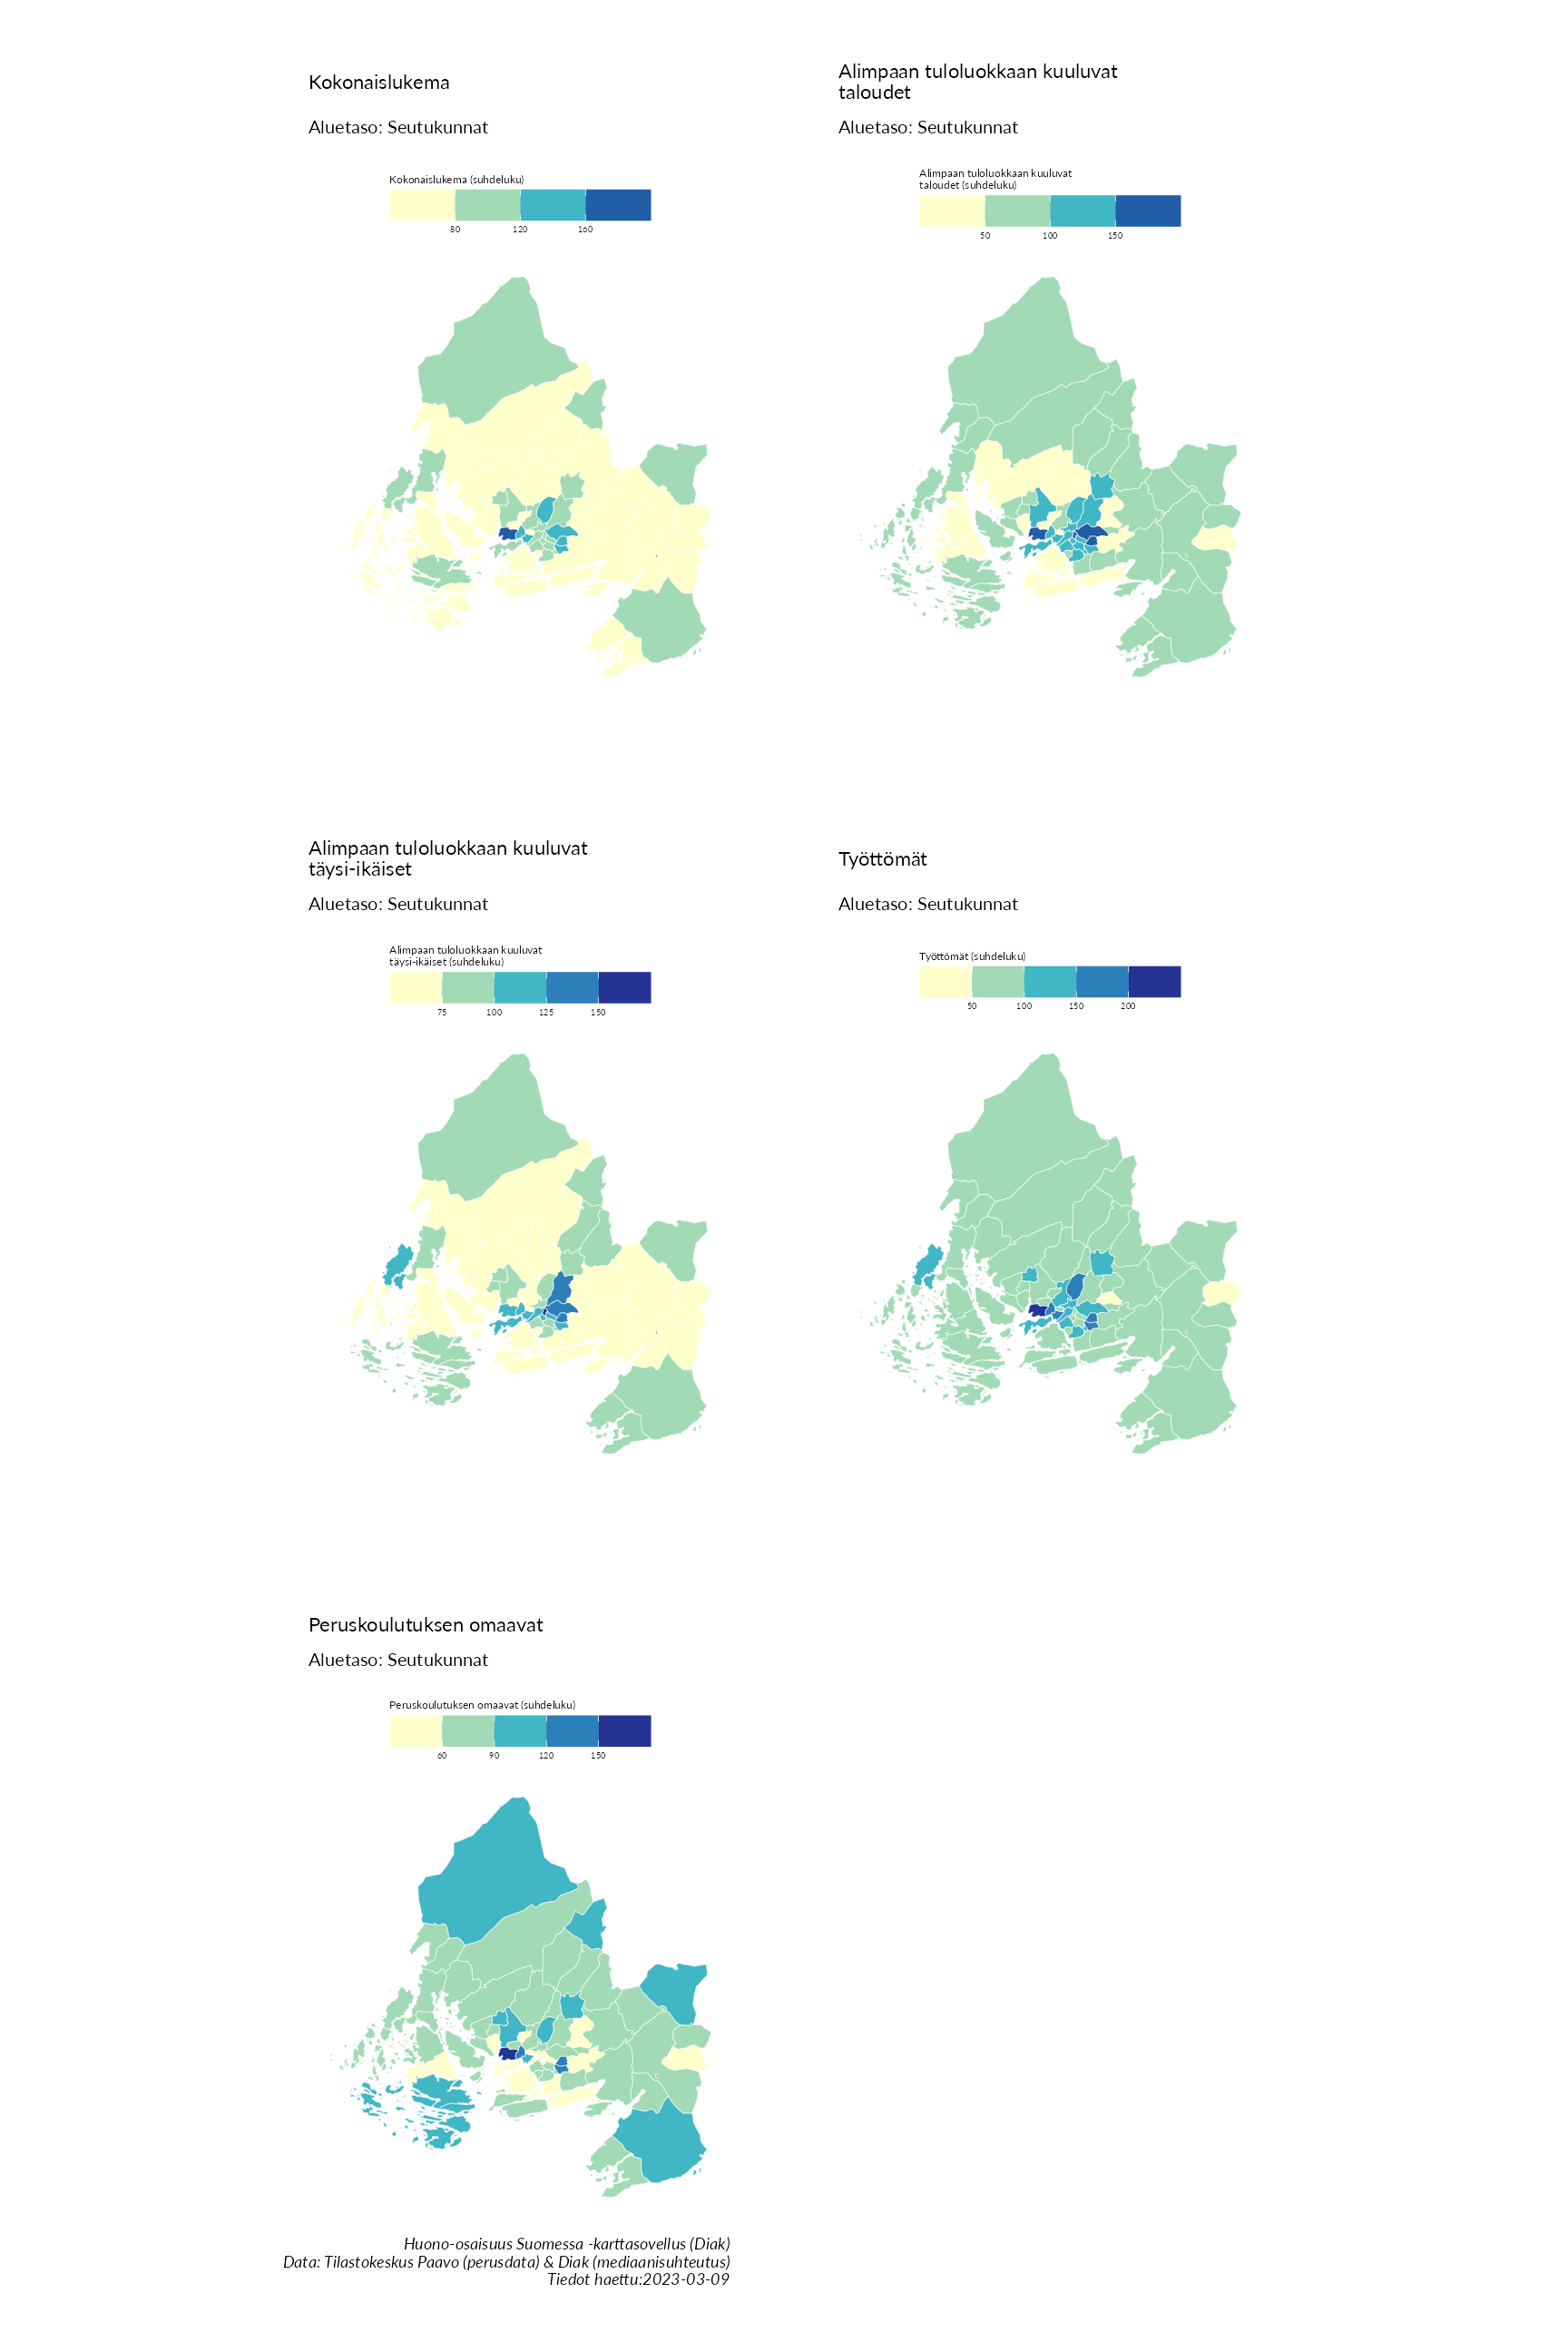 Kokonaislukema
Aluetaso: Seutukunnat
Kokonaislukema (suhdeluku)
80 120 160
Alimpaan tuloluokkaan kuuluvat
taloudet
Aluetaso: Seutukunnat
Alimpaan tuloluokkaan kuuluvat
taloudet (suhdeluku)
50 100 150
Alimpaan tuloluokkaan kuuluvat
täysi-ikäiset
Aluetaso: Seutukunnat
Alimpaan tuloluokkaan kuuluvat
täysi-ikäiset (suhdeluku)
75 100 125 150
Työttömät
Aluetaso: Seutukunnat
Työttömät (suhdeluku)
50 100 150 200
Peruskoulutuksen omaavat
Aluetaso: Seutukunnat
Peruskoulutuksen omaavat (suhdeluku)
60 90 120 150
Huono-osaisuus Suomessa -karttasovellus (Diak)
Data: Tilastokeskus Paavo (perusdata) & Diak (mediaanisuhteutus)
Tiedot haettu:2023-03-09